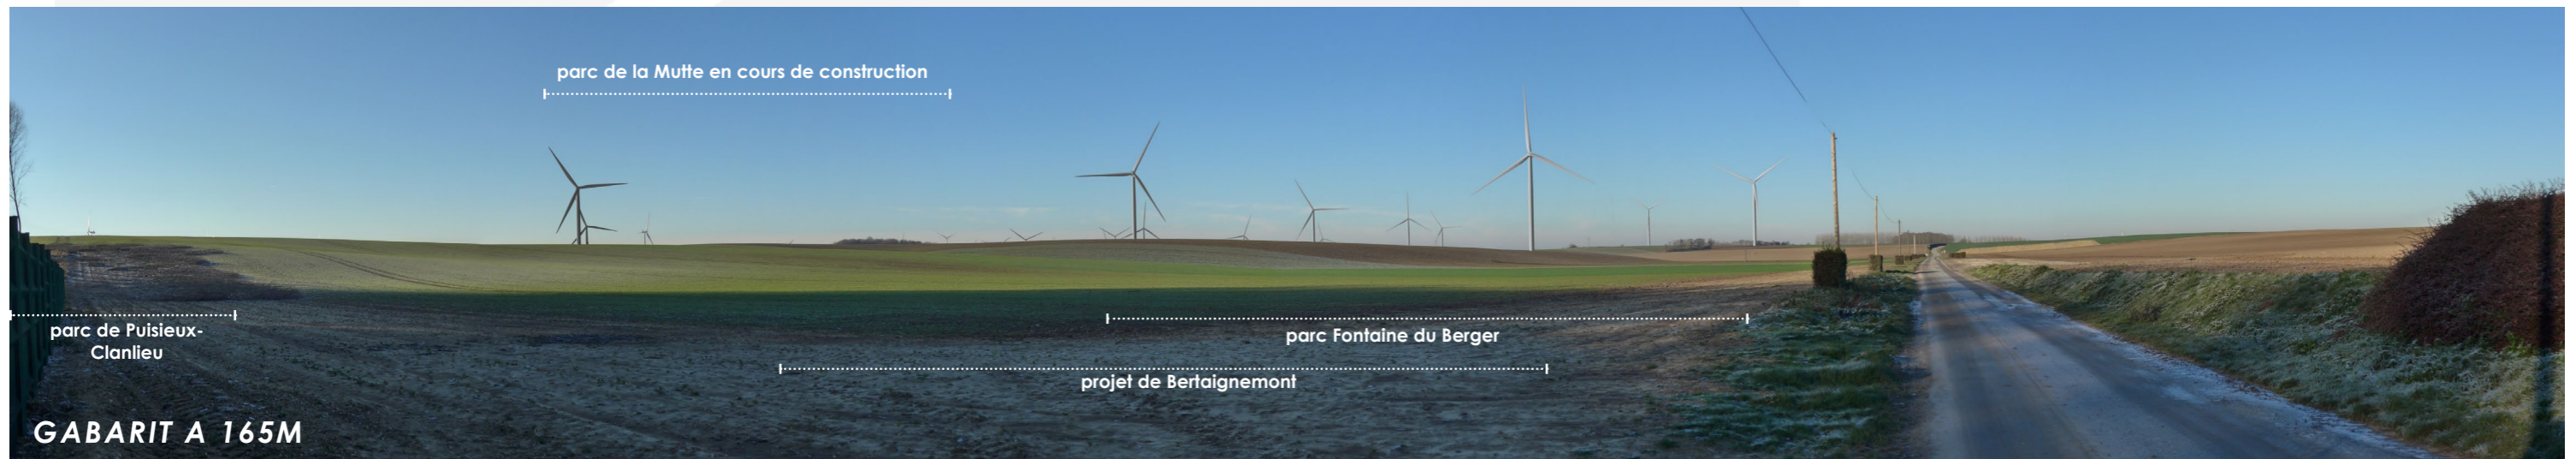 parc de la Mutte en cours de construction
parc de Puisieux-
Clanlieu
parc Fontaine du Berger
projet de Bertaignemont
GABARIT A 165M